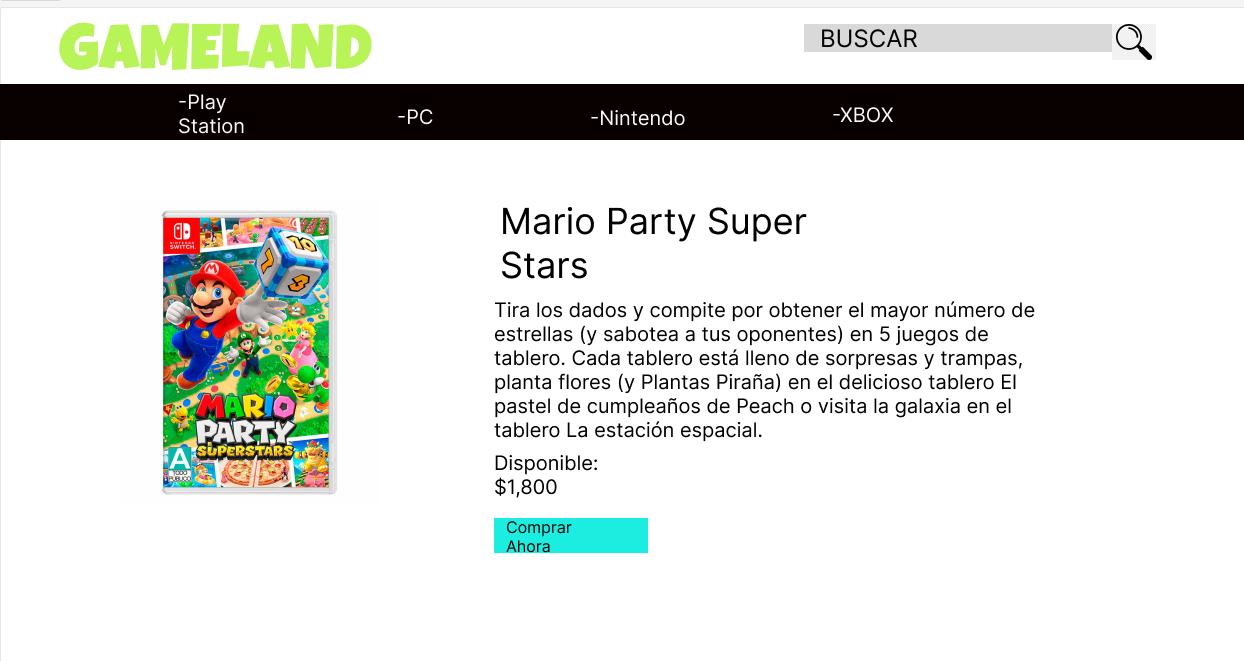 GAMELAND
BUSCAR
-Play
Station
-PC
-Nintendo
-XBOX
NINTENDO
SWITCH
10
7
3
MARIO
PARTY
SUPERSTARS
A
TODO
PÚBLICO
Mario Party Super
Stars
Tira los dados y compite por obtener el mayor número de
estrellas (y sabotea a tus oponentes) en 5 juegos de
tablero. Cada tablero está lleno de sorpresas y trampas,
planta flores (y Plantas Piraña) en el delicioso tablero El
pastel de cumpleaños de Peach o visita la galaxia en el
tablero La estación espacial.
Disponible:
$1,800
Comprar
Ahora